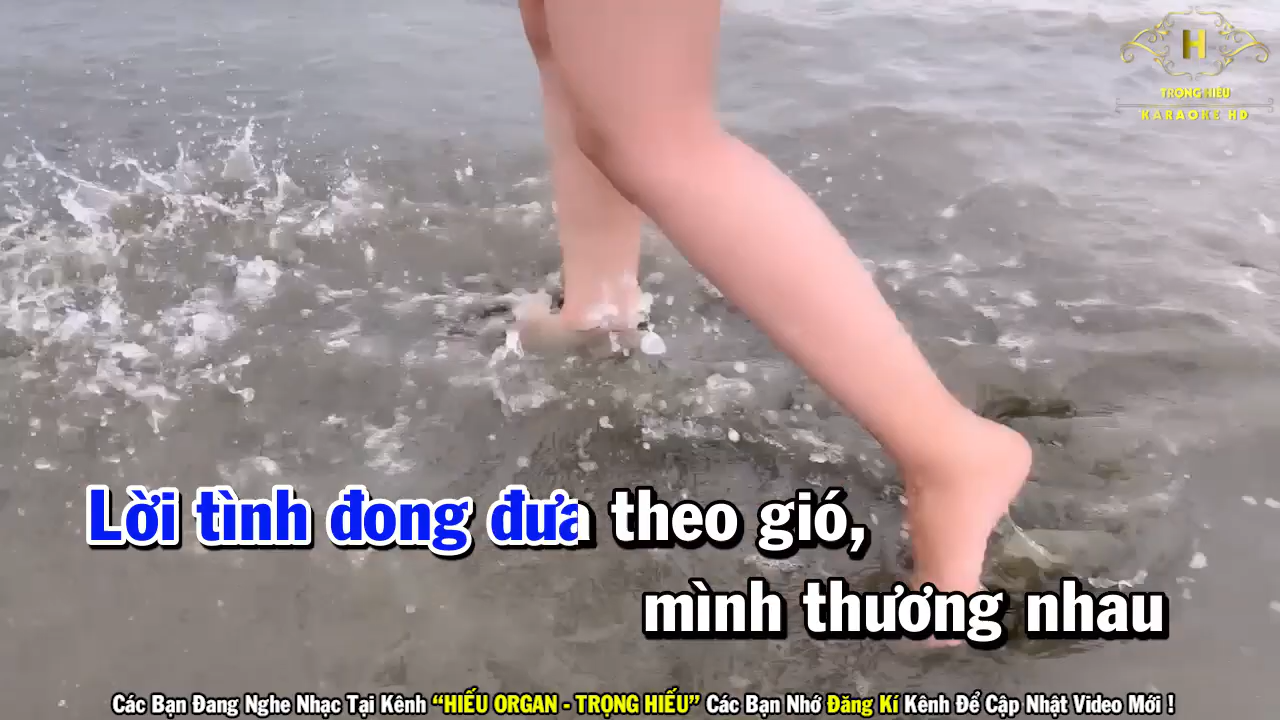 H
TRỌNG HIẾU
KARAOKE HD
Lời tình đong đưa theo gió,
mình thương nhau
Các Bạn Đang Nghe Nhạc Tại Kênh “HIẾU ORGAN - TRỌNG HIẾU” Các Bạn Nhớ Đăng Kí Kênh Để Cập Nhật Video Mới !